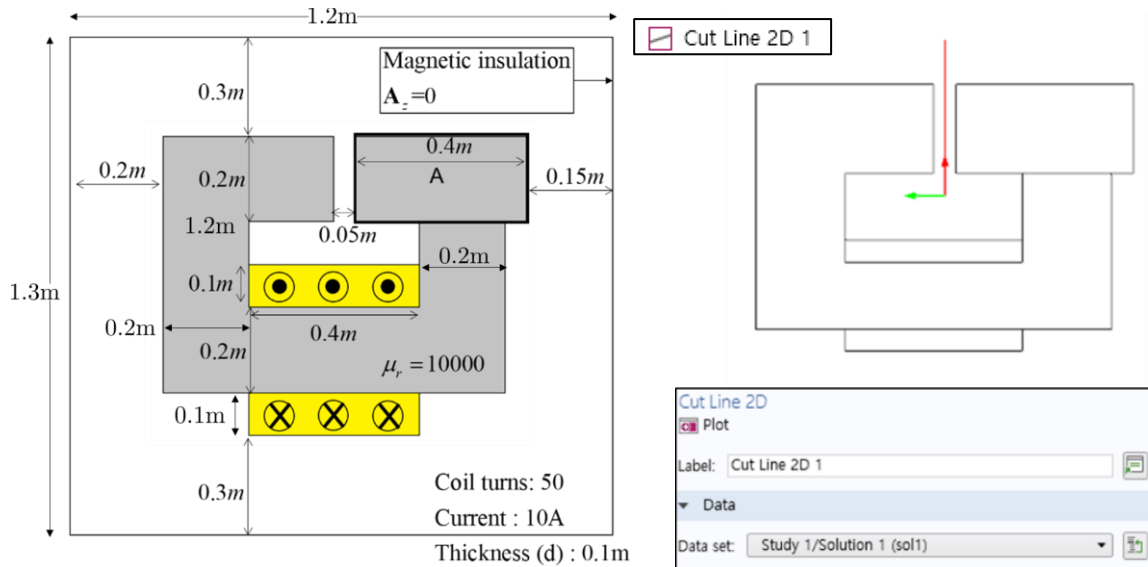 1.2m
Cut Line 2D 1
Magnetic insulation
A_z=0
0.3m
0.4m
A
0.2m
0.2m
0.15m
1.2m
0.05m
0.2m
0.1m
1.3m
0.2m
0.4m
0.2m
μ_r = 10000
0.1m
0.3m
Coil turns: 50
Current : 10A
Thickness (d) : 0.1m
Cut Line 2D
Plot
Label: Cut Line 2D 1
Data
Data set: Study 1/Solution 1 (sol1)